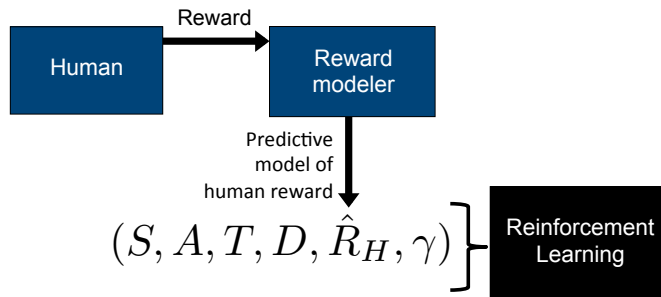 Reward
Human
Reward
modeler
Predictive
model of
human reward
(S, A, T, D, R̂_H, γ)
Reinforcement
Learning